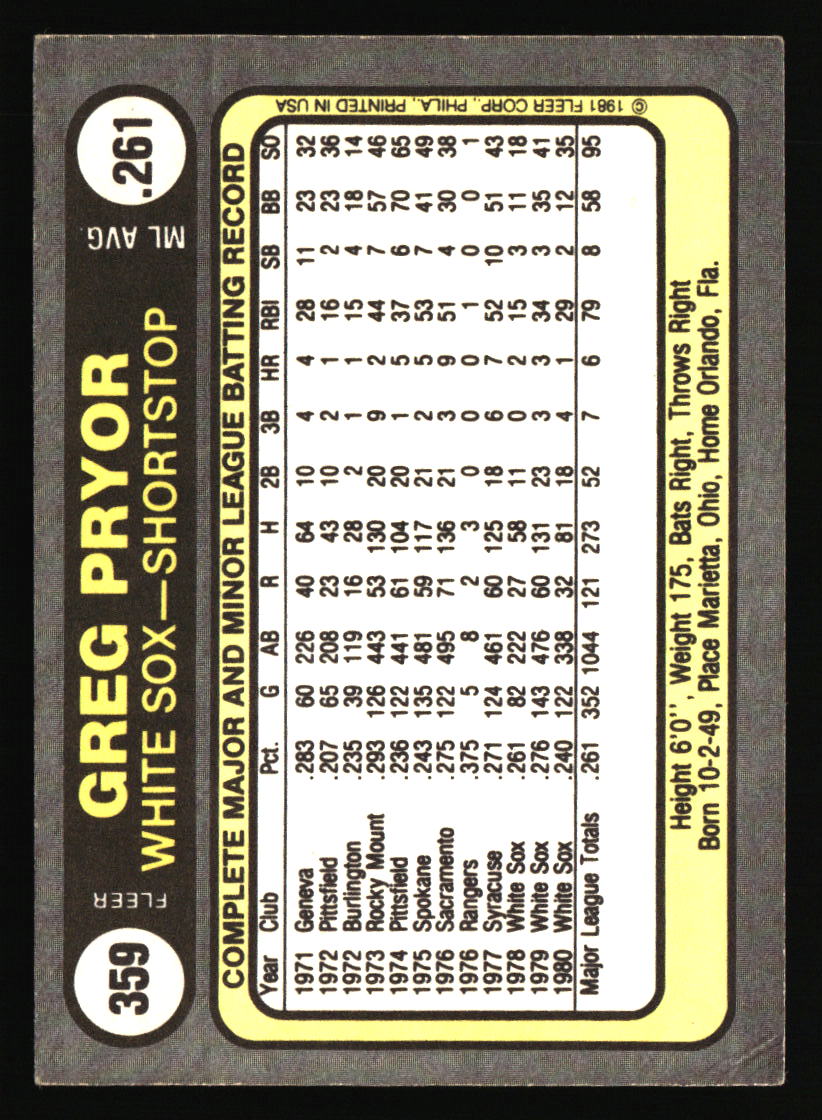 359
FLEER
GREG PRYOR
WHITE SOX—SHORTSTOP
ML AVG.
.261
COMPLETE MAJOR AND MINOR LEAGUE BATTING RECORD
Year Club Pct. G AB R H 2B 3B HR RBI SB BB SO
1971 Geneva .283 60 226 40 64 10 4 4 28 11 23 32
1972 Pittsfield .207 65 208 23 43 10 2 1 16 2 23 36
1972 Burlington .235 39 119 16 28 2 1 1 15 4 18 14
1973 Rocky Mount .293 126 443 53 130 20 9 2 44 7 57 46
1974 Pittsfield .236 122 441 61 104 20 1 5 37 6 70 65
1975 Spokane .243 135 481 59 117 21 2 5 53 7 41 49
1976 Sacramento .275 122 495 71 136 21 3 9 51 4 30 38
1976 Rangers .375 5 8 2 3 0 0 0 1 0 0 1
1977 Syracuse .271 124 461 60 125 18 6 7 52 10 51 43
1978 White Sox .261 82 222 27 58 11 0 2 15 3 11 18
1979 White Sox .276 143 476 60 131 23 3 3 34 3 35 41
1980 White Sox .240 122 338 32 81 18 4 1 29 2 12 35
Major League Totals .261 352 1044 121 273 52 7 6 79 8 58 95
Height 6'0'', Weight 175, Bats Right, Throws Right
Born 10-2-49, Place Marietta, Ohio, Home Orlando, Fla.
© 1981 FLEER CORP., PHILA., PRINTED IN USA